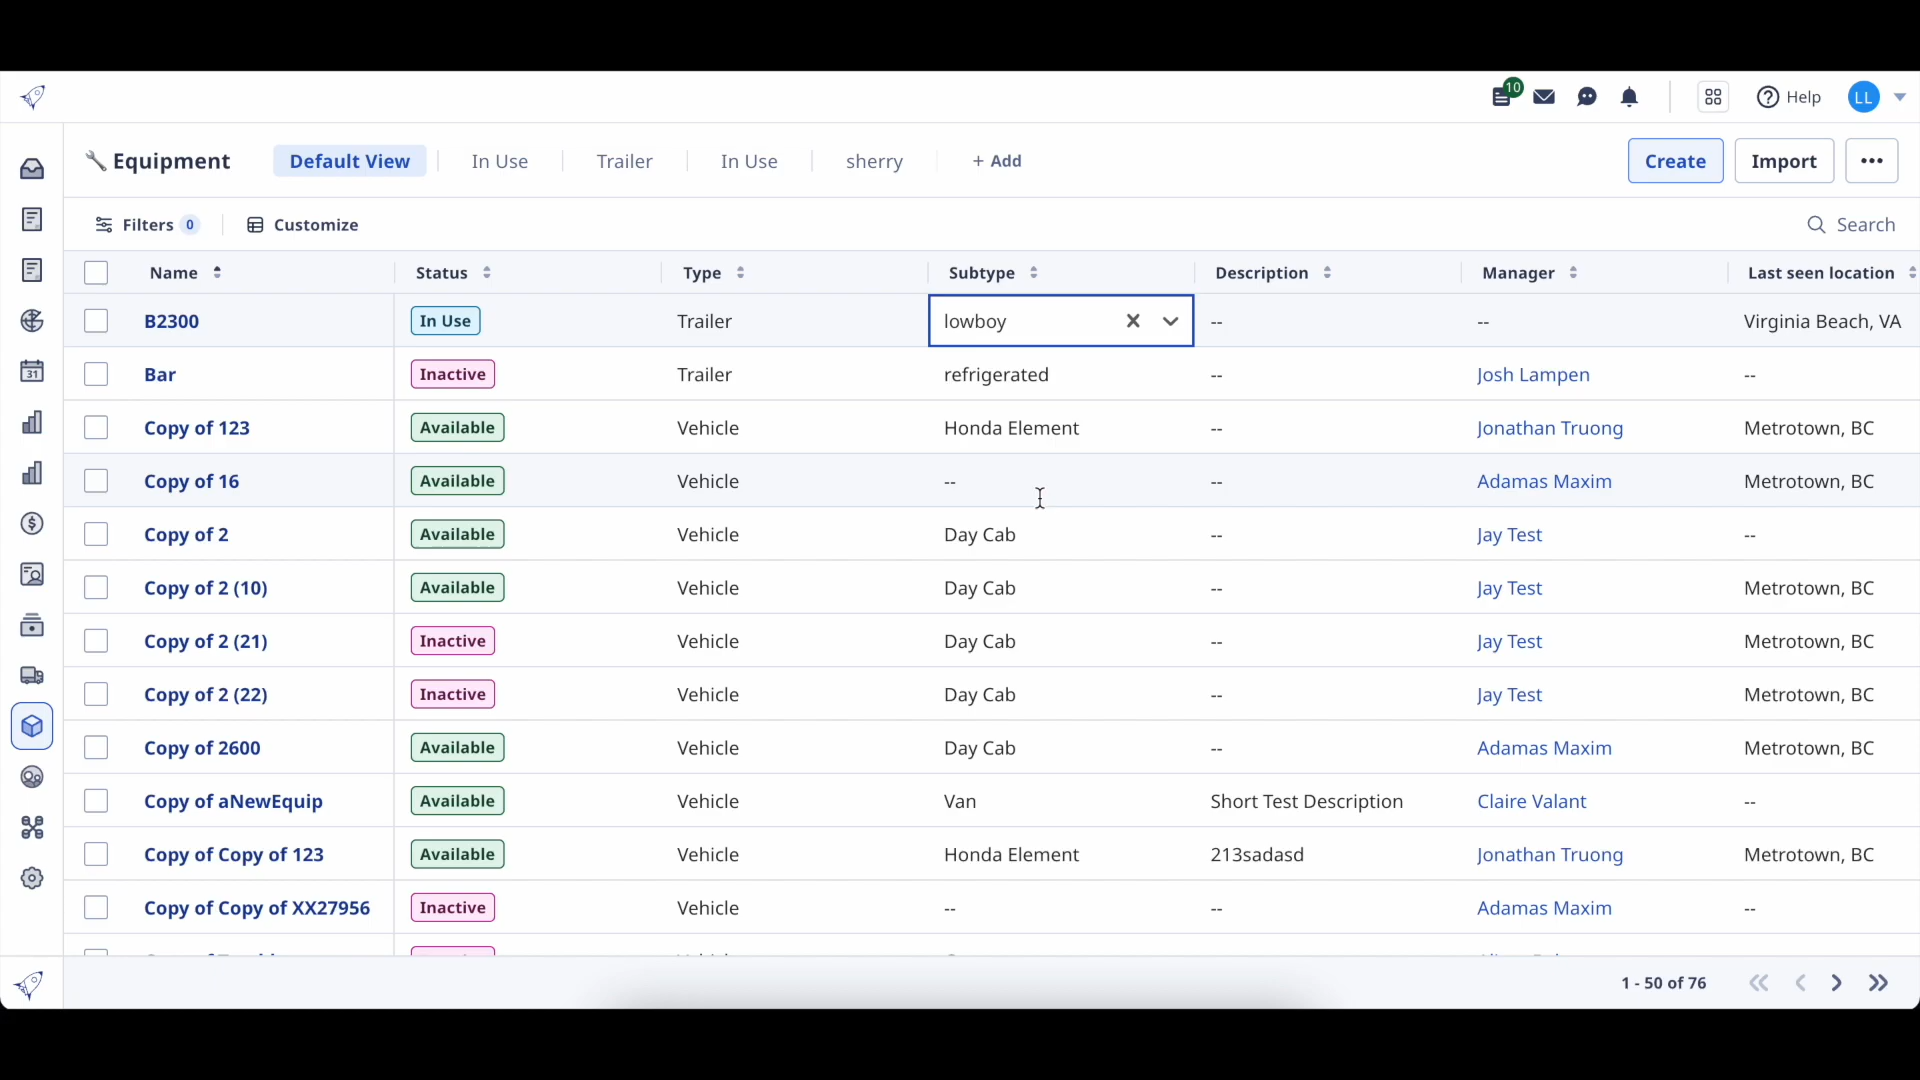 10 Help LL
Equipment Default View In Use Trailer In Use sherry + Add Create Import
Filters 0 Customize Search
Name Status Type Subtype Description Manager Last seen location
B2300 In Use Trailer lowboy -- -- Virginia Beach, VA
Bar Inactive Trailer refrigerated -- Josh Lampen --
Copy of 123 Available Vehicle Honda Element -- Jonathan Truong Metrotown, BC
Copy of 16 Available Vehicle -- -- Adamas Maxim Metrotown, BC
Copy of 2 Available Vehicle Day Cab -- Jay Test --
Copy of 2 (10) Available Vehicle Day Cab -- Jay Test Metrotown, BC
Copy of 2 (21) Inactive Vehicle Day Cab -- Jay Test Metrotown, BC
Copy of 2 (22) Inactive Vehicle Day Cab -- Jay Test Metrotown, BC
Copy of 2600 Available Vehicle Day Cab -- Adamas Maxim Metrotown, BC
Copy of aNewEquip Available Vehicle Van Short Test Description Claire Valant --
Copy of Copy of 123 Available Vehicle Honda Element 213sadasd Jonathan Truong Metrotown, BC
Copy of Copy of XX27956 Inactive Vehicle -- -- Adamas Maxim --
1 - 50 of 76